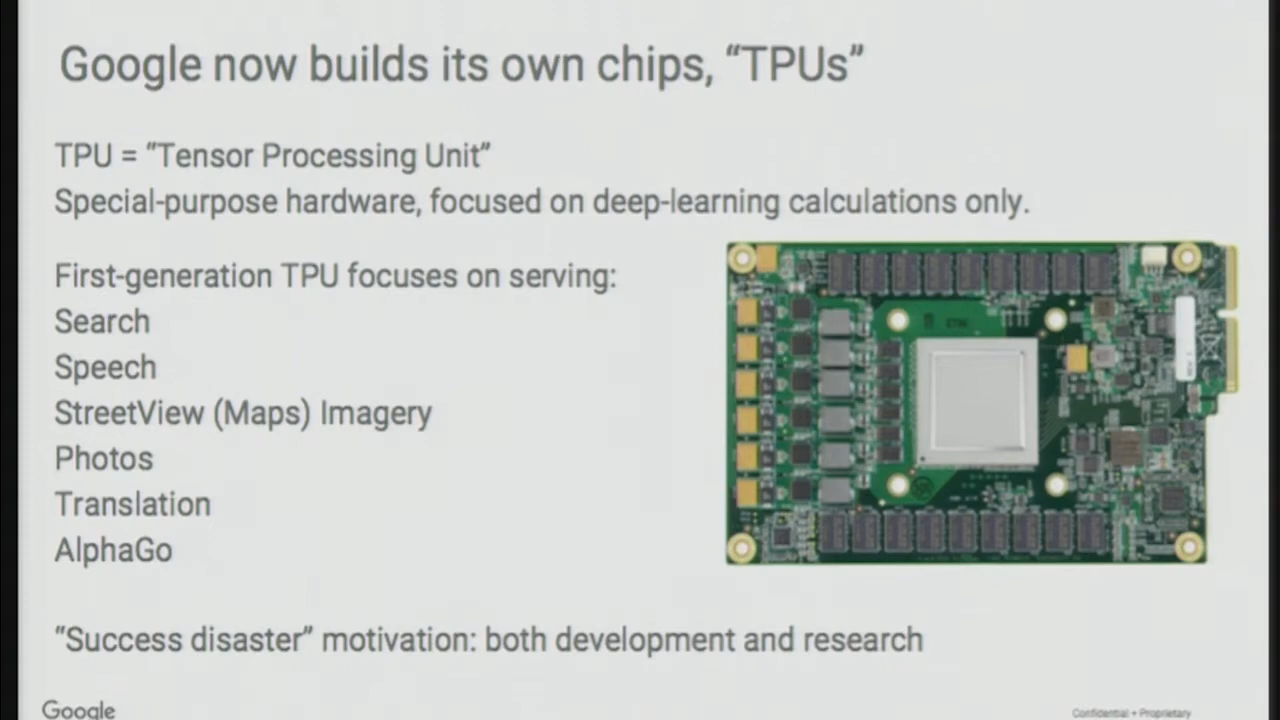 Google now builds its own chips, “TPUs”
TPU = “Tensor Processing Unit”
Special-purpose hardware, focused on deep-learning calculations only.
First-generation TPU focuses on serving:
Search
Speech
StreetView (Maps) Imagery
Photos
Translation
AlphaGo
“Success disaster” motivation: both development and research
Google
Confidential + Proprietary